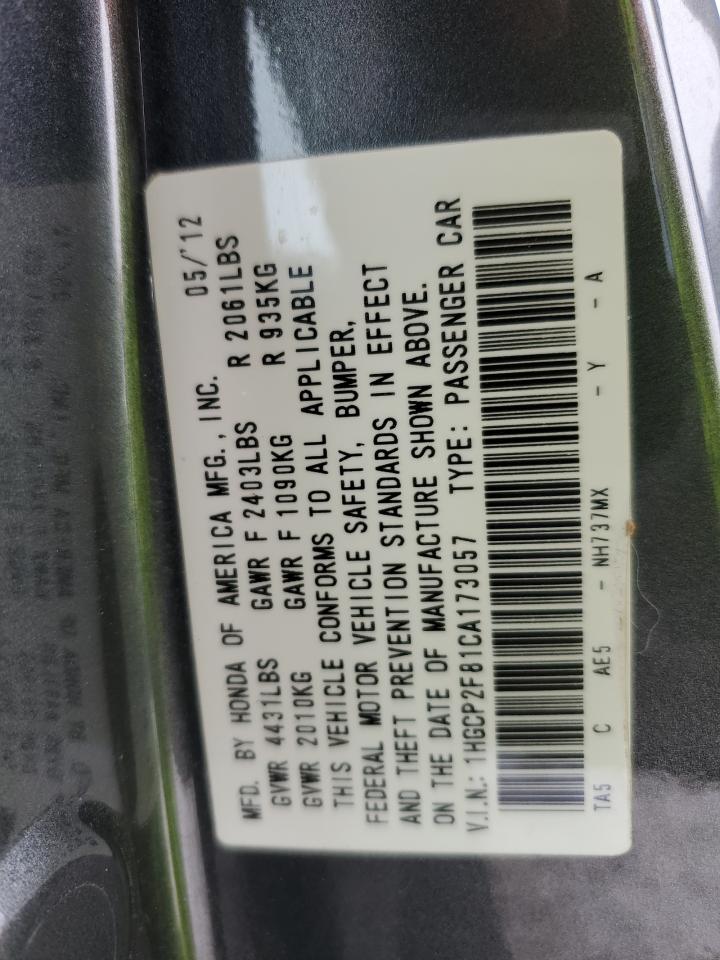 MFD. BY HONDA OF AMERICA MFG., INC. 05/'12
GVWR 4431LBS GAWR F 2403LBS R 2061LBS
GVWR 2010KG GAWR F 1090KG R 935KG
THIS VEHICLE CONFORMS TO ALL APPLICABLE
FEDERAL MOTOR VEHICLE SAFETY, BUMPER,
AND THEFT PREVENTION STANDARDS IN EFFECT
ON THE DATE OF MANUFACTURE SHOWN ABOVE.
V.I.N.: 1HGCP2F81CA173057 TYPE: PASSENGER CAR
TA5 C AE5 - NH737MX - Y - A